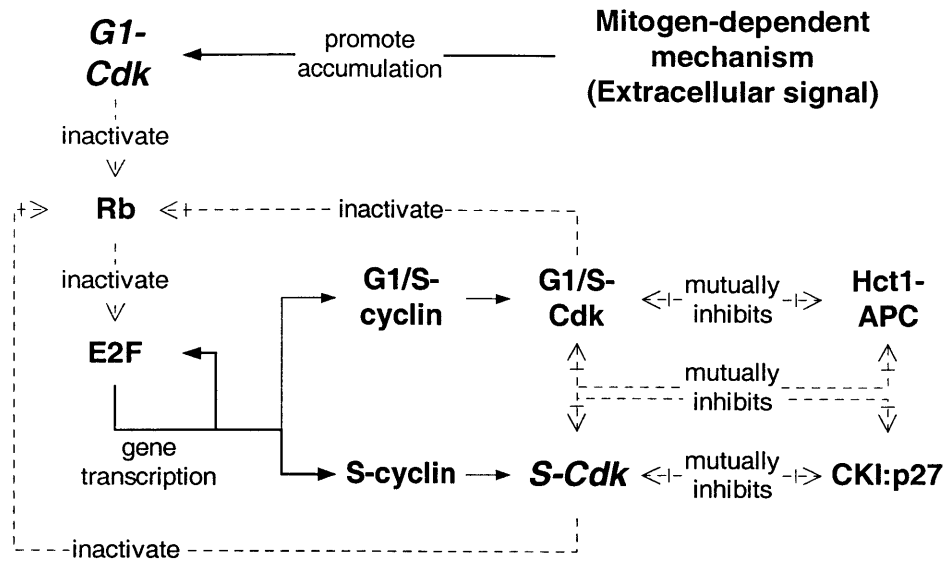 G1-
Cdk
promote
accumulation
Mitogen-dependent
mechanism
(Extracellular signal)
inactivate
Rb
inactivate
inactivate
G1/S-
cyclin
G1/S-
Cdk
mutually
inhibits
Hct1-
APC
E2F
mutually
inhibits
gene
transcription
S-cyclin
S-Cdk
mutually
inhibits
CKI:p27
inactivate